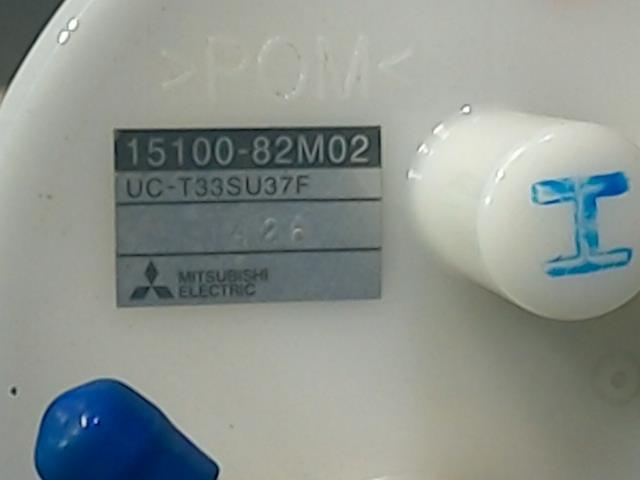 >POM<
15100-82M02
UC-T33SU37F
MITSUBISHI
ELECTRIC
I